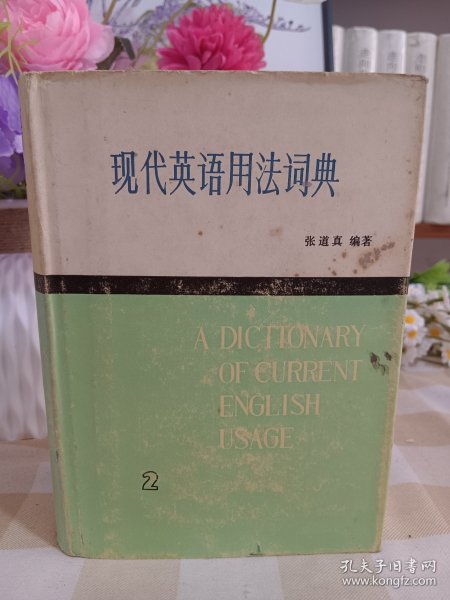 现代英语用法词典
张道真 编著
A DICTIONARY
OF CURRENT
ENGLISH
USAGE
2
孔夫子旧书网
www.kongfz.com